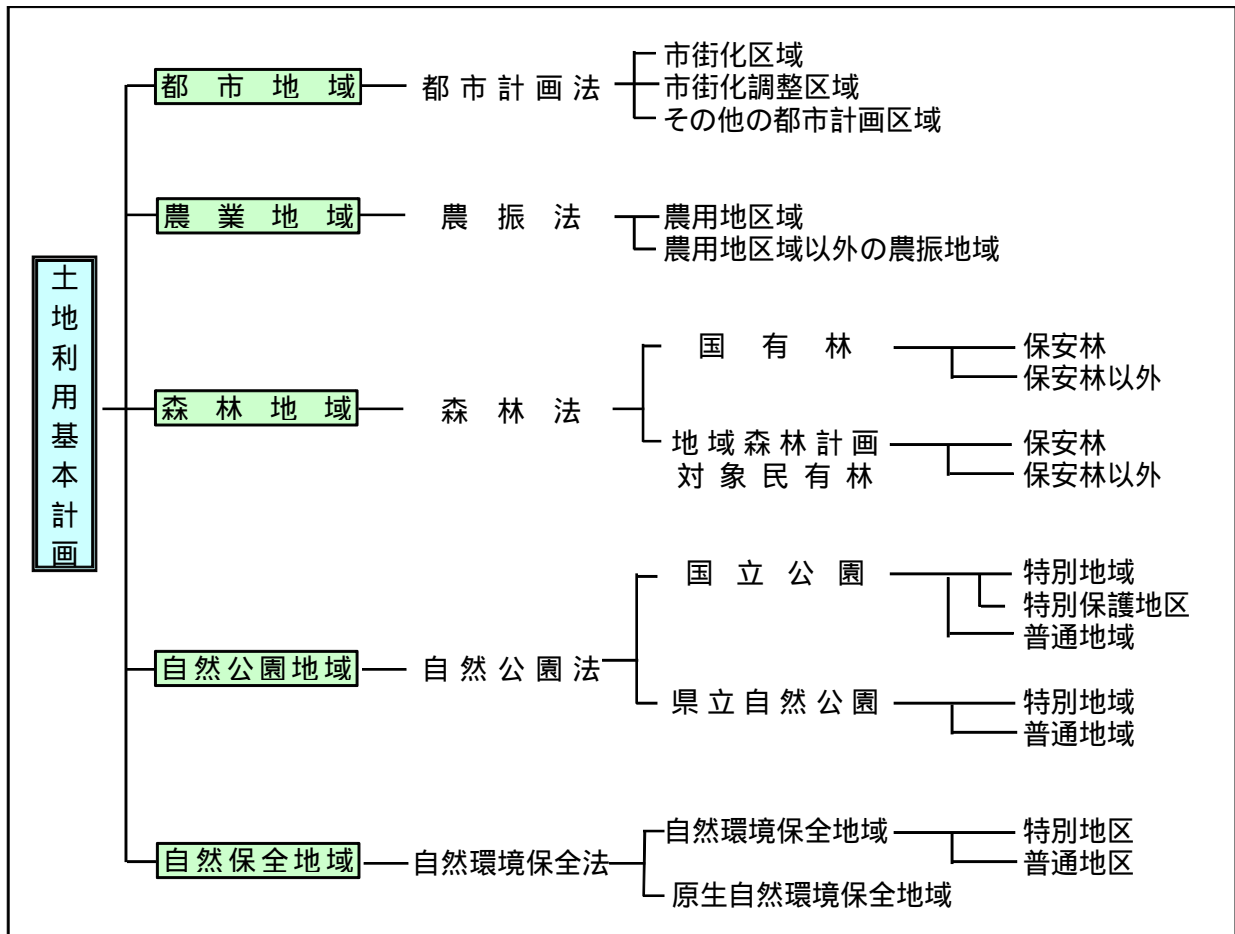 土地利用基本計画
都市地域
都市計画法
市街化区域
市街化調整区域
その他の都市計画区域
農業地域
農振法
農用地区域
農用地区域以外の農振地域
森林地域
森林法
国有林
保安林
保安林以外
地域森林計画
対象民有林
保安林
保安林以外
自然公園地域
自然公園法
国立公園
特別地域
特別保護地区
普通地域
県立自然公園
特別地域
普通地域
自然保全地域
自然環境保全法
自然環境保全地域
特別地区
普通地区
原生自然環境保全地域